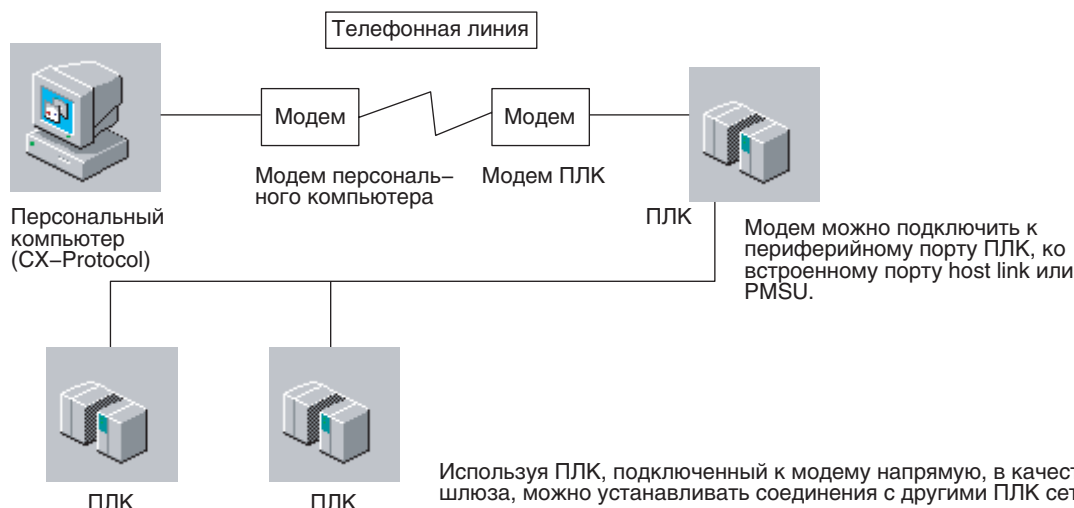 Телефонная линия
Модем
Модем
Модем персональ–
ного компьютера
Модем ПЛК
Персональный
компьютер
(CX–Protocol)
ПЛК
Модем можно подключить к
периферийному порту ПЛК, ко
встроенному порту host link или
PMSU.
ПЛК
ПЛК
Используя ПЛК, подключенный к модему напрямую, в
шлюза, можно устанавливать соединения с другими ПЛК